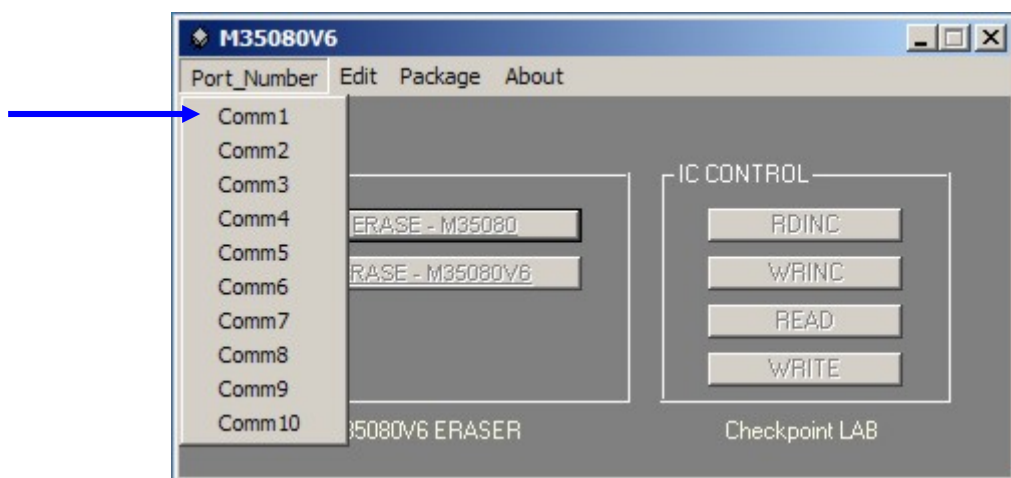 M35080V6
Port_Number Edit Package About
Comm1
Comm2
Comm3
Comm4
Comm5
Comm6
Comm7
Comm8
Comm9
Comm10
ERASE - M35080
RASE - M35080V6
35080V6 ERASER
IC CONTROL
RDINC
WRINC
READ
WRITE
Checkpoint LAB